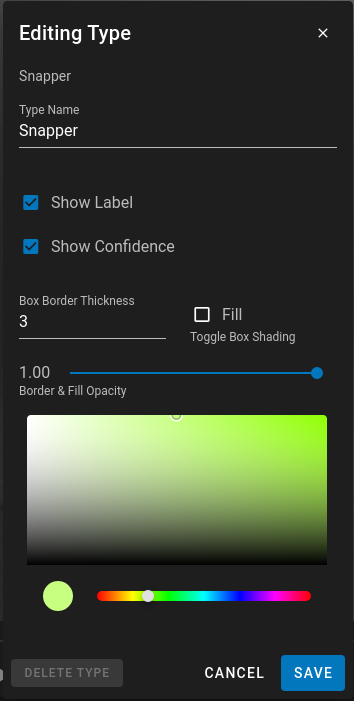 Editing Type
Snapper
Type Name
Snapper
Show Label
Show Confidence
Box Border Thickness
3
Fill
Toggle Box Shading
1.00
Border & Fill Opacity
DELETE TYPE
CANCEL
SAVE